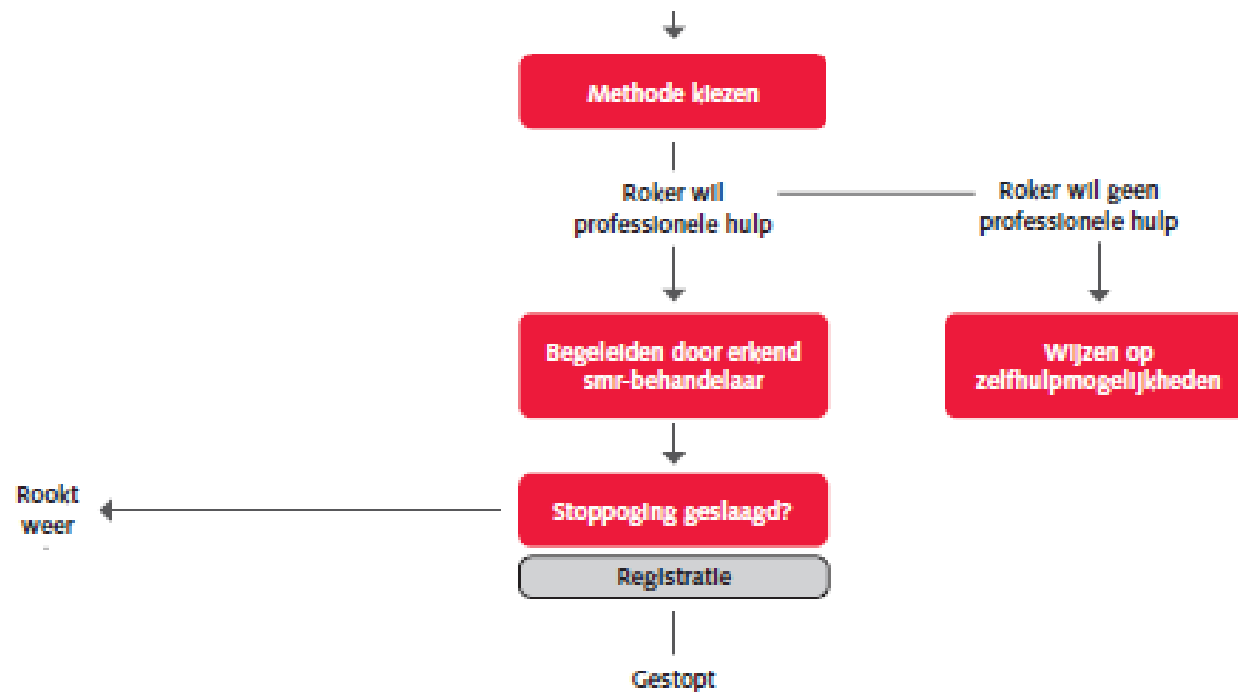 Methode kiezen
Roker wil
professionele hulp
Roker wil geen
professionele hulp
Begeleiden door erkend
smr-behandelaar
Wijzen op
zelfhulpmogelijkheden
Rookt
weer
Stoppoging geslaagd?
Registratie
Gestopt